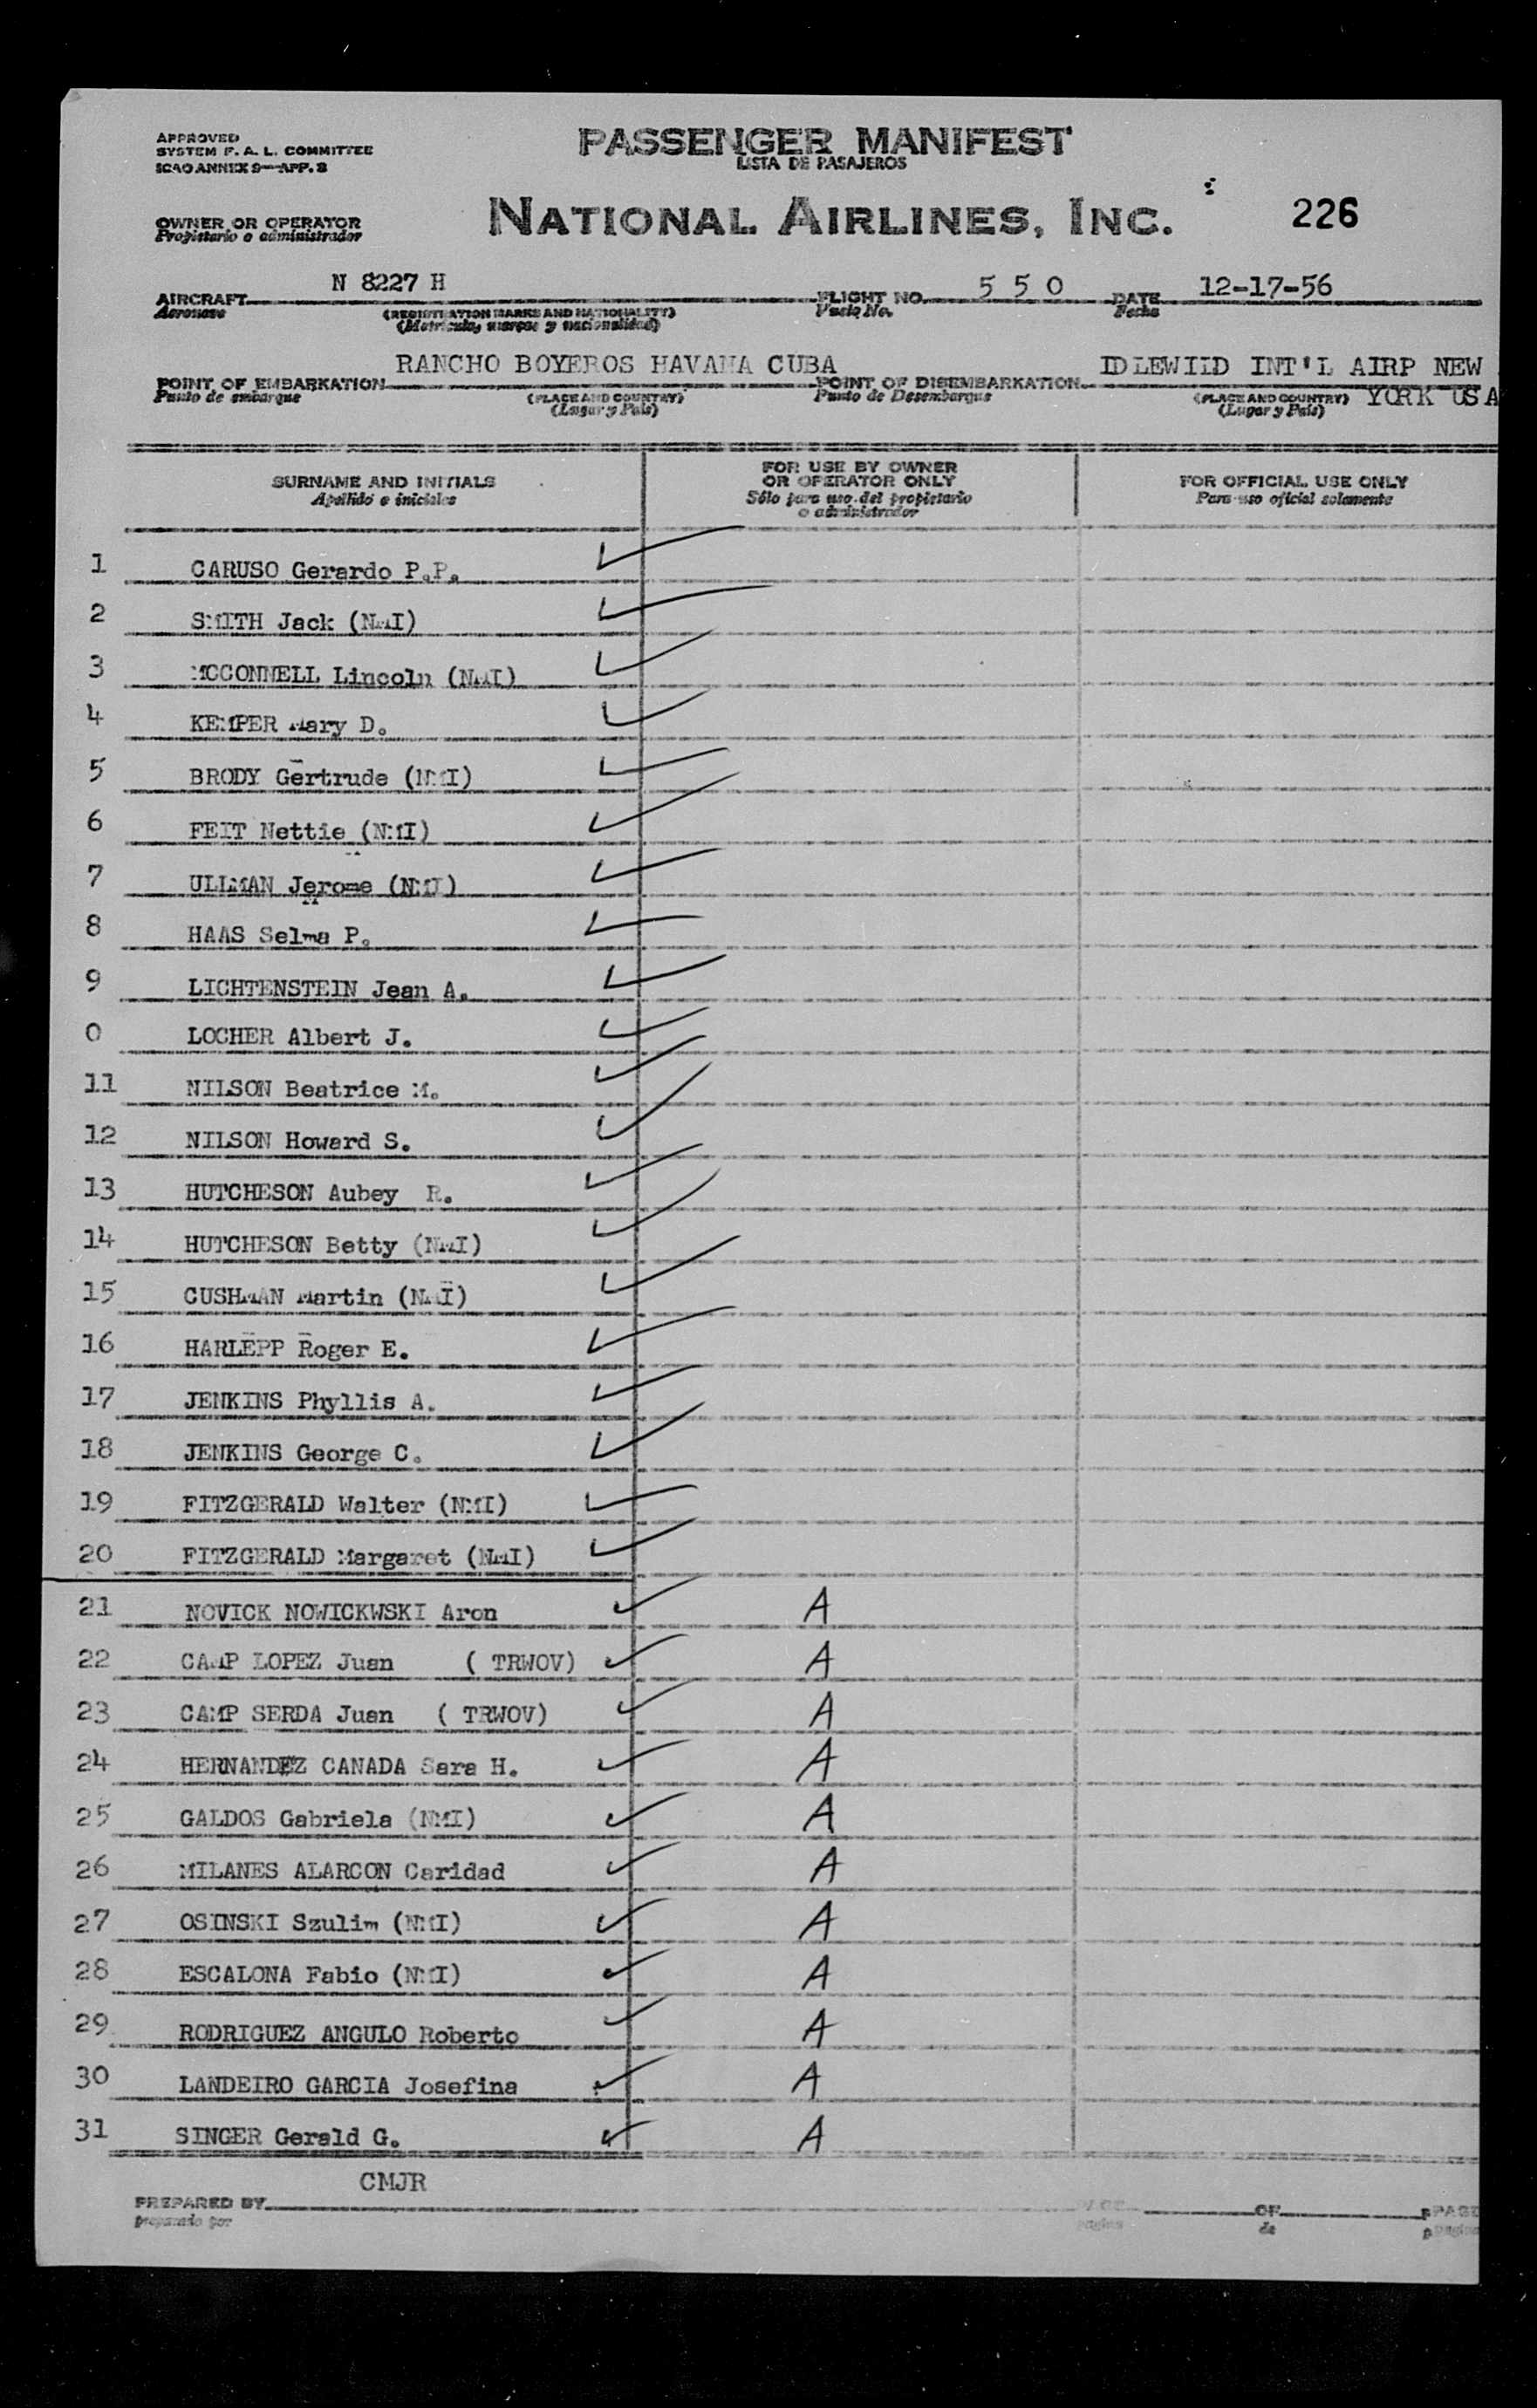 APPROVED
SYSTEM F. A. L. COMMITTEE
ICAO ANNEX 9—APP. 3
PASSENGER MANIFEST
LISTA DE PASAJEROS
OWNER OR OPERATOR
Propietario o administrador
NATIONAL AIRLINES, INC.
226
AIRCRAFT N 8227 H FLIGHT NO. 5 5 0 DATE 12-17-56
Aeronave (REGISTRATION MARKS AND NATIONALITY) Vuelo No. Fecha
(Matricula, marcas y nacionalidad)
POINT OF EMBARKATION RANCHO BOYEROS HAVANA CUBA POINT OF DISEMBARKATION IDLEWILD INT'L AIRP NEW
Punto de embarque (PLACE AND COUNTRY) Punto de Desembarque (PLACE AND COUNTRY) YORK USA
(Lugar y País) (Lugar y País)
SURNAME AND INITIALS
Apellido e iniciales
FOR USE BY OWNER
OR OPERATOR ONLY
Sólo para uso del propietario
o administrador
FOR OFFICIAL USE ONLY
Para uso oficial solamente
1 CARUSO Gerardo P.P.
2 SMITH Jack (NMI)
3 MCCONNELL Lincoln (NMI)
4 KEMPER Mary D.
5 BRODY Gertrude (NMI)
6 FEIT Nettie (NMI)
7 ULLMAN Jerome (NMI)
8 HAAS Selma P.
9 LICHTENSTEIN Jean A.
0 LOCHER Albert J.
11 NILSON Beatrice M.
12 NILSON Howard S.
13 HUTCHESON Aubey R.
14 HUTCHESON Betty (NMI)
15 CUSHMAN Martin (NMI)
16 HARLEPP Roger E.
17 JENKINS Phyllis A.
18 JENKINS George C.
19 FITZGERALD Walter (NMI)
20 FITZGERALD Margaret (NMI)
21 NOVICK NOWICKWSKI Aron A
22 CAMP LOPEZ Juan ( TRWOV) A
23 CAMP SERDA Juan ( TRWOV) A
24 HERNANDEZ CANADA Sara H. A
25 GALDOS Gabriela (NMI) A
26 MILANES ALARCON Caridad A
27 OSINSKI Szulim (NMI) A
28 ESCALONA Fabio (NMI) A
29 RODRIGUEZ ANGULO Roberto A
30 LANDEIRO GARCIA Josefina A
31 SINGER Gerald G. A
PREPARED BY CMJR OF PAGE
preparado por pagina de pagina